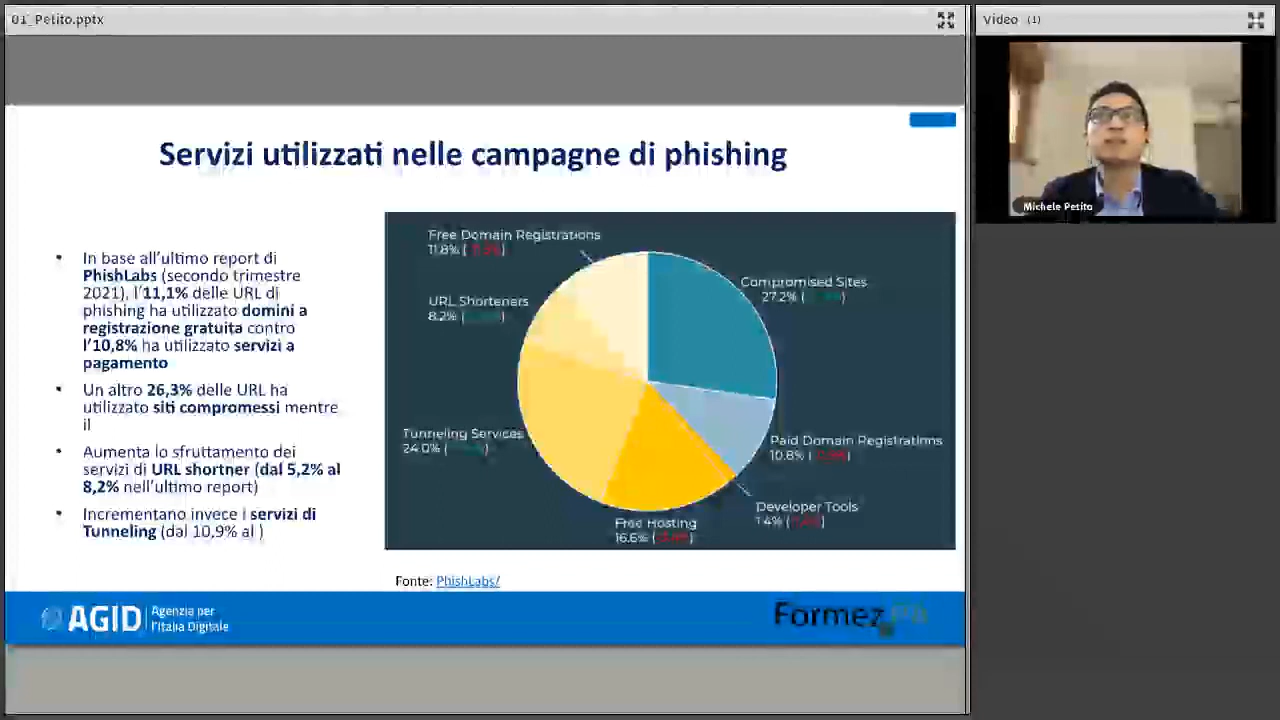 01_Petito.pptx
Video (1)
Michele Petito
Servizi utilizzati nelle campagne di phishing
• In base all'ultimo report di
PhishLabs (secondo trimestre
2021), l'11,1% delle URL di
phishing ha utilizzato domini a
registrazione gratuita contro
l'10,8% ha utilizzato servizi a
pagamento
• Un altro 26,3% delle URL ha
utilizzato siti compromessi mentre
il
• Aumenta lo sfruttamento dei
servizi di URL shortner (dal 5,2% al
8,2% nell'ultimo report)
• Incrementano invece i servizi di
Tunneling (dal 10,9% al )
Free Domain Registrations
11.8%
Compromised Sites
27.2%
URL Shorteners
8.2%
Tunneling Services
24.0%
Paid Domain Registrations
10.8%
Developer Tools
1.4%
Free Hosting
16.6%
Fonte: PhishLabs/
AGID
Agenzia per
l'Italia Digitale
Formez